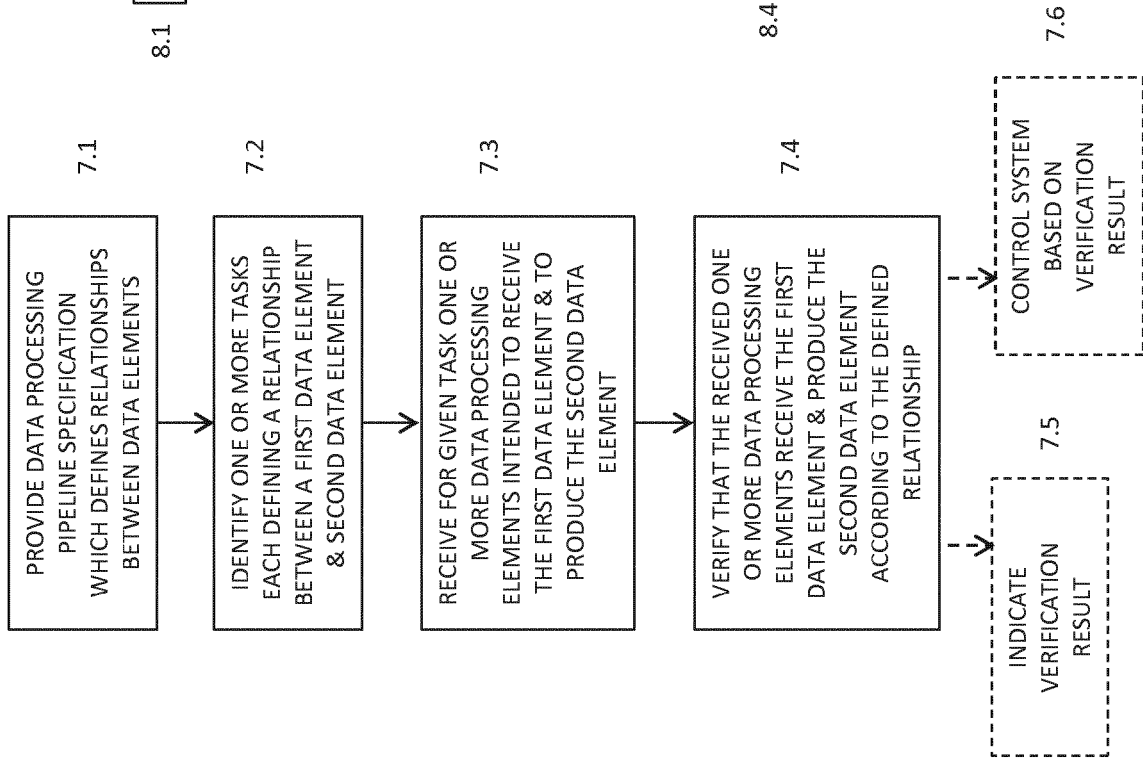 PROVIDE DATA PROCESSING
PIPELINE SPECIFICATION
WHICH DEFINES RELATIONSHIPS
BETWEEN DATA ELEMENTS
7.1
IDENTIFY ONE OR MORE TASKS
EACH DEFINING A RELATIONSHIP
BETWEEN A FIRST DATA ELEMENT
& SECOND DATA ELEMENT
7.2
RECEIVE FOR GIVEN TASK ONE OR
MORE DATA PROCESSING
ELEMENTS INTENDED TO RECEIVE
THE FIRST DATA ELEMENT & TO
PRODUCE THE SECOND DATA
ELEMENT
7.3
VERIFY THAT THE RECEIVED ONE
OR MORE DATA PROCESSING
ELEMENTS RECEIVE THE FIRST
DATA ELEMENT & PRODUCE THE
SECOND DATA ELEMENT
ACCORDING TO THE DEFINED
RELATIONSHIP
7.4
INDICATE
VERIFICATION
RESULT
7.5
CONTROL SYSTEM
BASED ON
VERIFICATION
RESULT
7.6
8.1
8.4